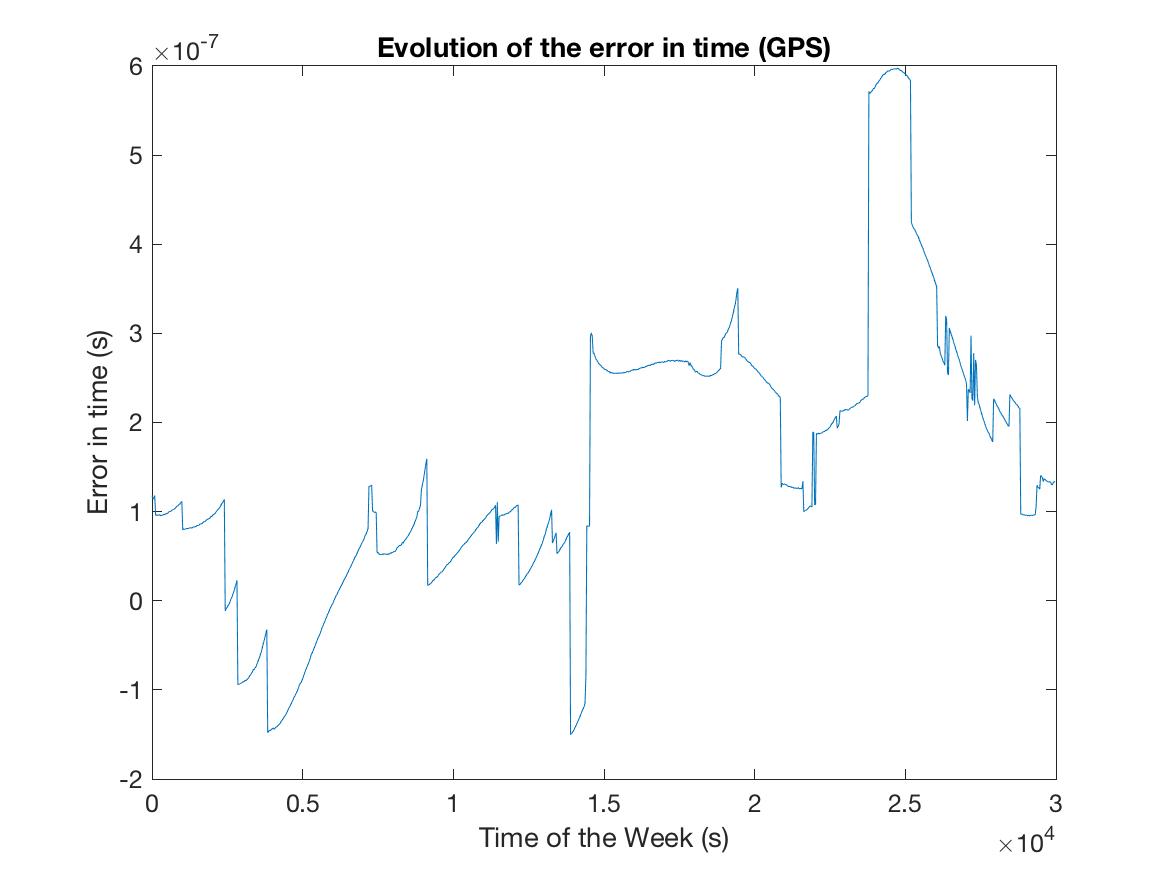 ×10⁻⁷
Evolution of the error in time (GPS)
6
5
4
3
2
1
0
-1
-2
Error in time (s)
0 0.5 1 1.5 2 2.5 3
Time of the Week (s)
×10⁴